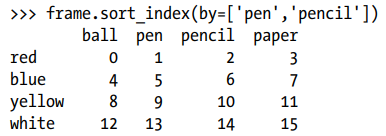 >>> frame.sort_index(by=['pen','pencil'])
ball pen pencil paper
red 0 1 2 3
blue 4 5 6 7
yellow 8 9 10 11
white 12 13 14 15